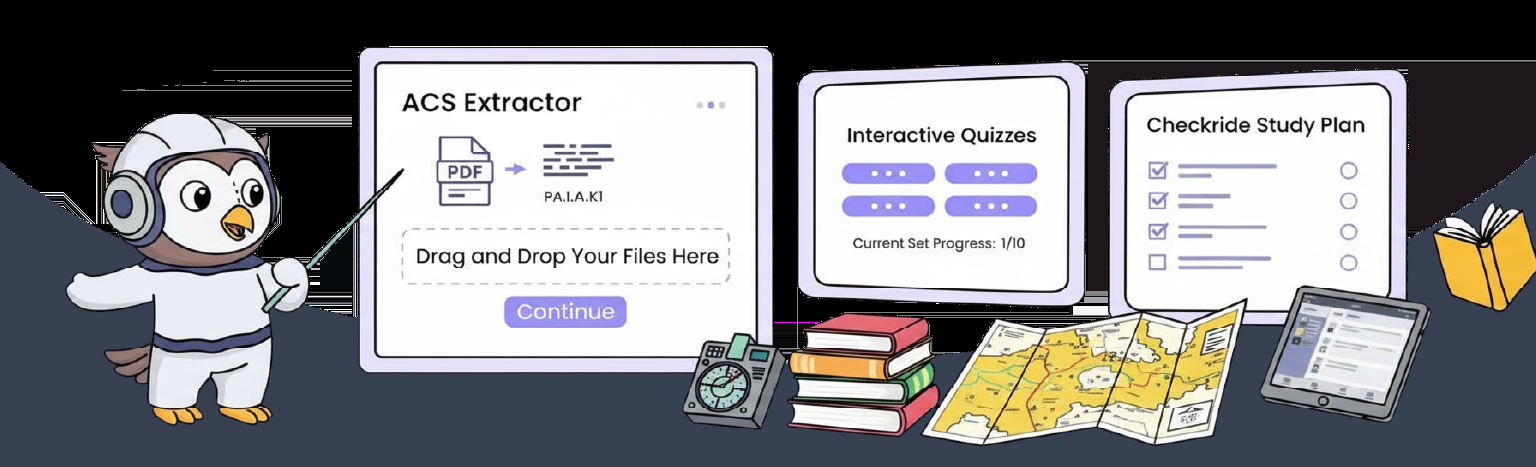 ACS Extractor
PDF
PA.I.A.K1
Drag and Drop Your Files Here
Continue
Interactive Quizzes
Current Set Progress: 1/10
Checkride Study Plan